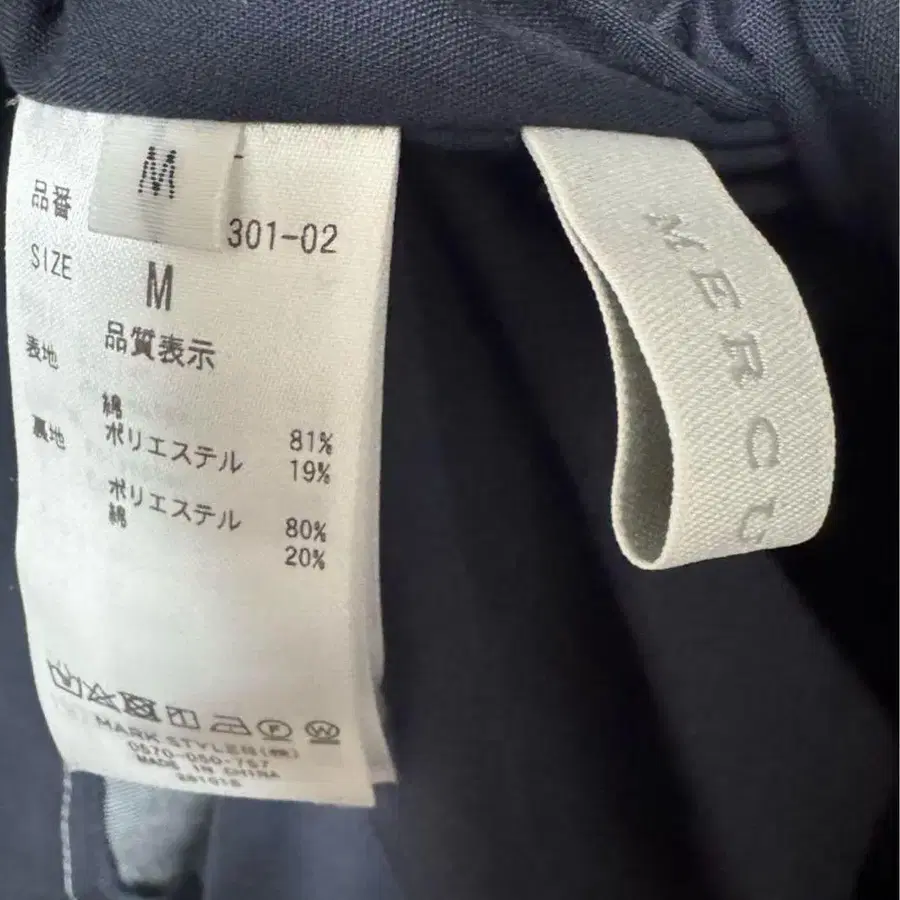 M
品番
301-02
SIZE
M
品質表示
表地
綿 81%
ポリエステル 19%
裏地
ポリエステル 80%
綿 20%
F
W
MARK STYLER(株)
0570-050-757
MADE IN CHINA
MERCU